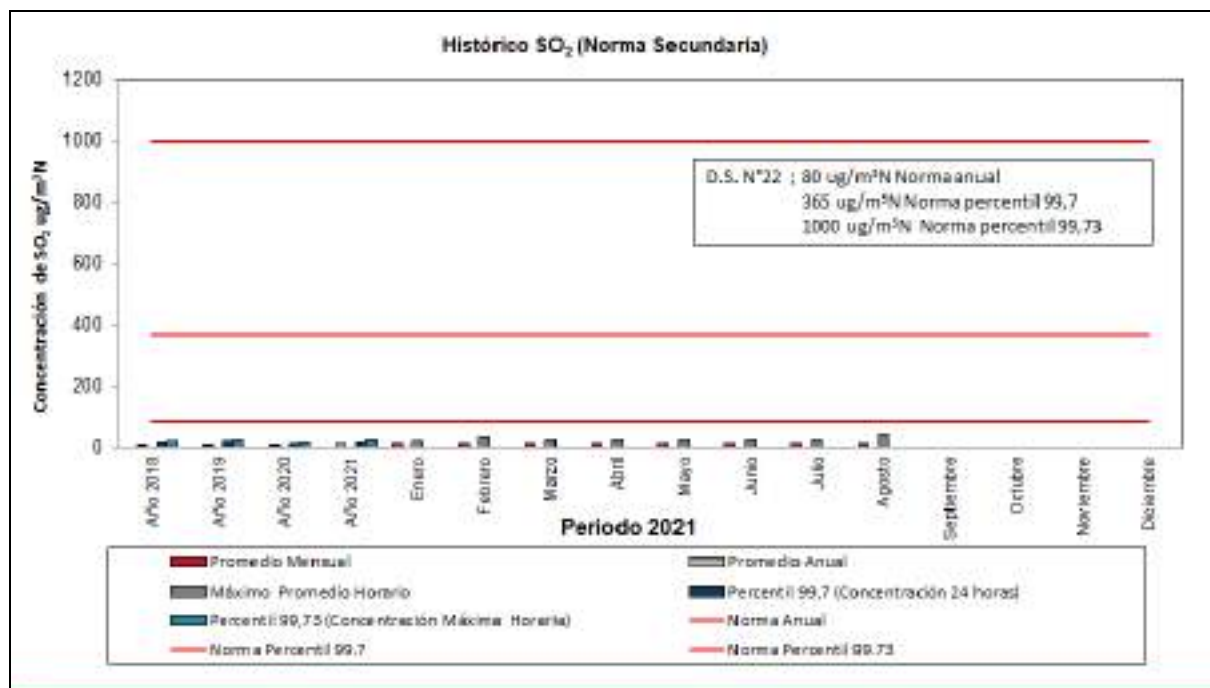 Histórico SO₂ (Norma Secundaria)
1200
1000
800
600
400
200
0
Concentración de SO₂ ug/m³N
D.S. N°22 ; 80 ug/m³N Norma anual
365 ug/m³N Norma percentil 99,7
1000 ug/m³N Norma percentil 99,73
Año 2018
Año 2019
Año 2020
Año 2021
Enero
Febrero
Marzo
Abril
Mayo
Junio
Julio
Agosto
Septiembre
Octubre
Noviembre
Diciembre
Periodo 2021
Promedio Mensual
Promedio Anual
Máximo Promedio Horario
Percentil 99,7 (Concentración 24 horas)
Percentil 99,73 (Concentración Máxima Horaria)
Norma Anual
Norma Percentil 99.7
Norma Percentil 99.73